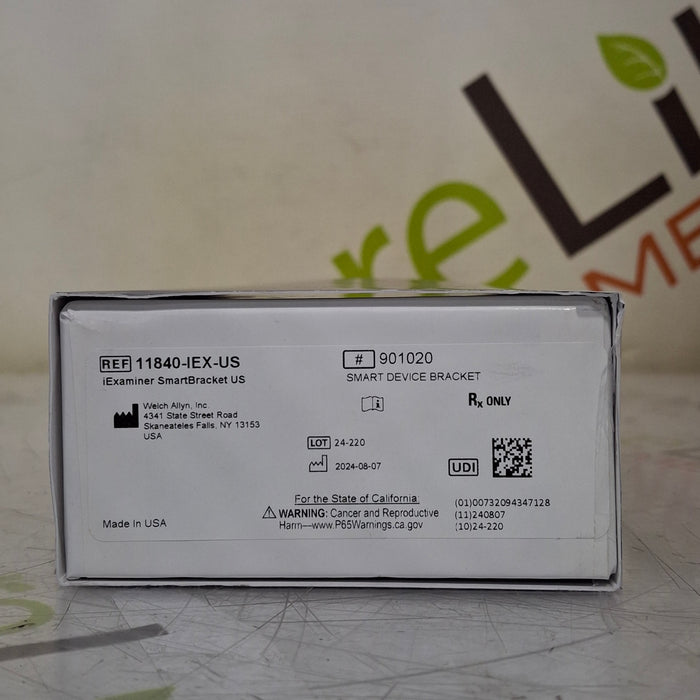 reLi
ME
REF 11840-IEX-US
iExaminer SmartBracket US
# 901020
SMART DEVICE BRACKET
Welch Allyn, Inc.
4341 State Street Road
Skaneateles Falls, NY 13153
USA
Rx ONLY
LOT 24-220
2024-08-07
UDI
For the State of California:
WARNING: Cancer and Reproductive
Harm—www.P65Warnings.ca.gov
(01)00732094347128
(11)240807
(10)24-220
Made In USA